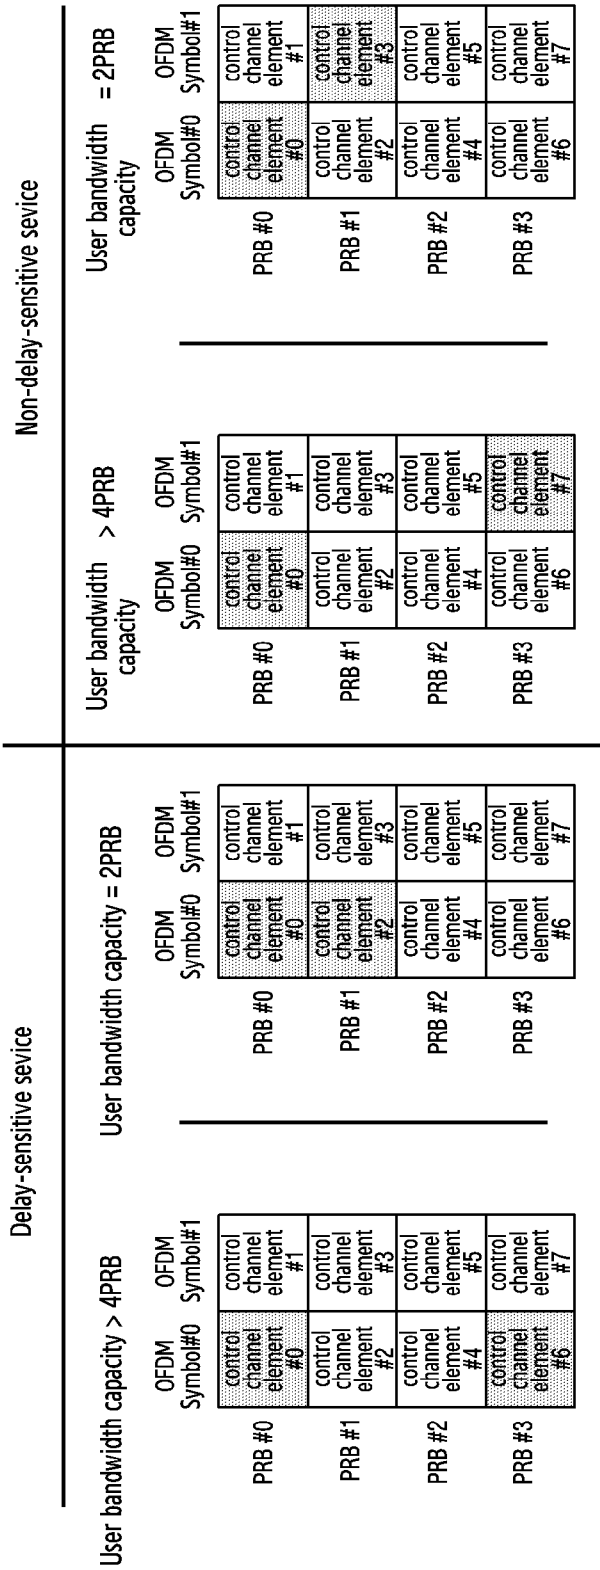 Delay-sensitive sevice
Non-delay-sensitive sevice
User bandwidth capacity > 4PRB
OFDM
Symbol#0
OFDM
Symbol#1
PRB #0
control
channel
element
#0
control
channel
element
#1
PRB #1
control
channel
element
#2
control
channel
element
#3
PRB #2
control
channel
element
#4
control
channel
element
#5
PRB #3
control
channel
element
#6
control
channel
element
#7
User bandwidth capacity = 2PRB
OFDM
Symbol#0
OFDM
Symbol#1
PRB #0
control
channel
element
#0
control
channel
element
#1
PRB #1
control
channel
element
#2
control
channel
element
#3
PRB #2
control
channel
element
#4
control
channel
element
#5
PRB #3
control
channel
element
#6
control
channel
element
#7
User bandwidth
capacity
> 4PRB
OFDM
Symbol#0
OFDM
Symbol#1
PRB #0
control
channel
element
#0
control
channel
element
#1
PRB #1
control
channel
element
#2
control
channel
element
#3
PRB #2
control
channel
element
#4
control
channel
element
#5
PRB #3
control
channel
element
#6
control
channel
element
#7
User bandwidth
capacity
= 2PRB
OFDM
Symbol#0
OFDM
Symbol#1
PRB #0
control
channel
element
#0
control
channel
element
#1
PRB #1
control
channel
element
#2
control
channel
element
#3
PRB #2
control
channel
element
#4
control
channel
element
#5
PRB #3
control
channel
element
#6
control
channel
element
#7